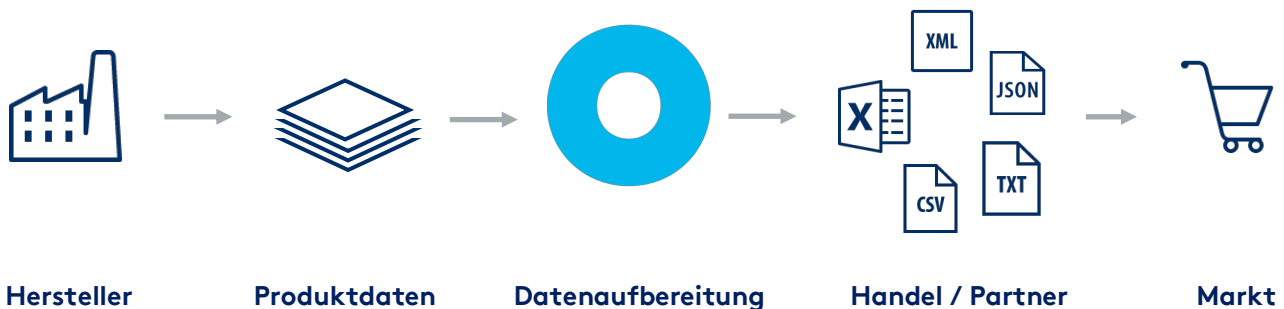 XML
JSON
X
CSV
TXT
Hersteller
Produktdaten
Datenaufbereitung
Handel / Partner
Markt